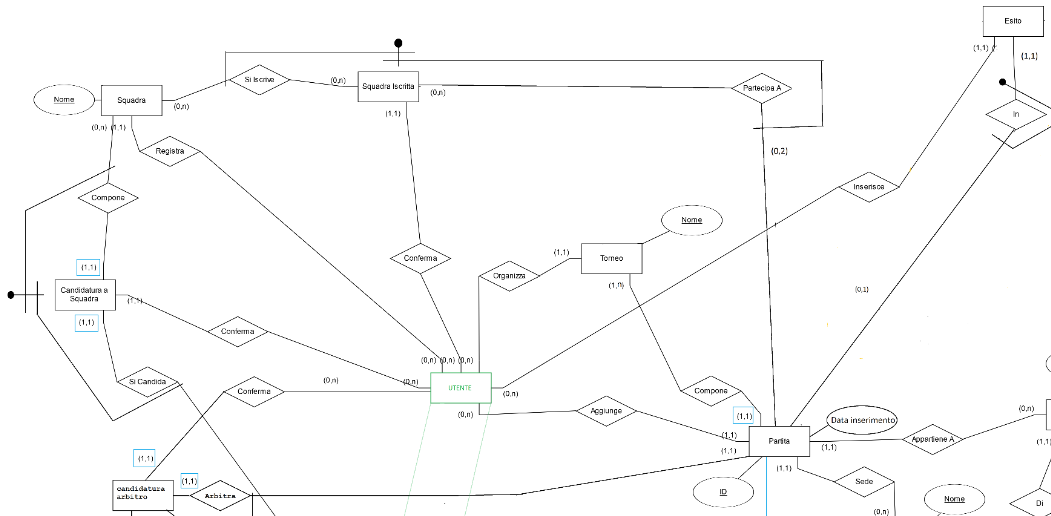 Esito
(1,1)
(1,1)
(0,n)
Si Iscrive
Squadra Iscritta
(0,n)
Partecipa A
Nome
Squadra
(0,n)
(1,1)
In
(0,n)
(1,1)
Registra
(0,2)
Compone
Inserisce
Nome
Conferma
Organizza
(1,1)
Torneo
(1,1)
Candidatura a
Squadra
(1,1)
(1,1)
(0,1)
Conferma
(0,n) (0,n) (0,n)
Si Candida
Conferma
(0,n)
(0,n)
UTENTE
(0,n)
Compone
(0,n)
Aggiunge
(1,1)
Data inserimento
(0,n)
(1,1)
(1,1)
Partita
(1,1)
Appartiene A
(1,1)
(1,1)
(1,1)
(1,1)
candidatura
arbitro
Arbitra
ID
Sede
Nome
Di
(0,n)